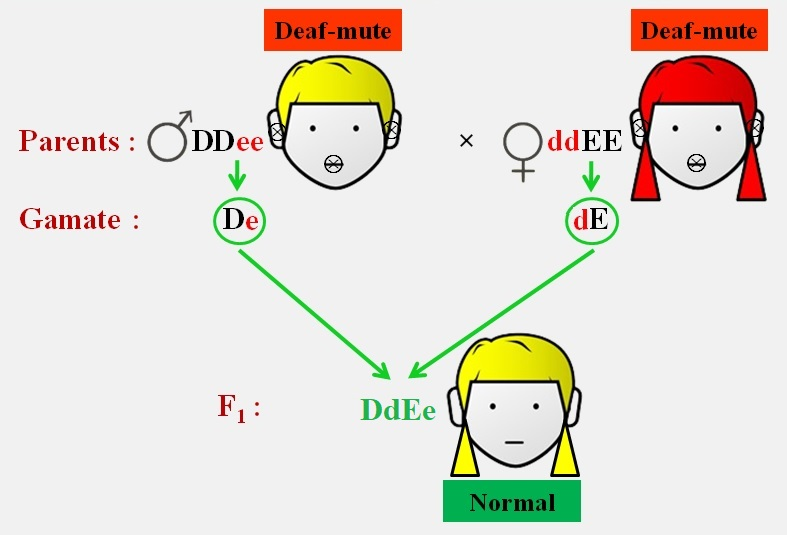 Deaf-mute
Deaf-mute
Parents : ♂ DDee × ♀ ddEE
Gamate : De dE
F₁ : DdEe
Normal